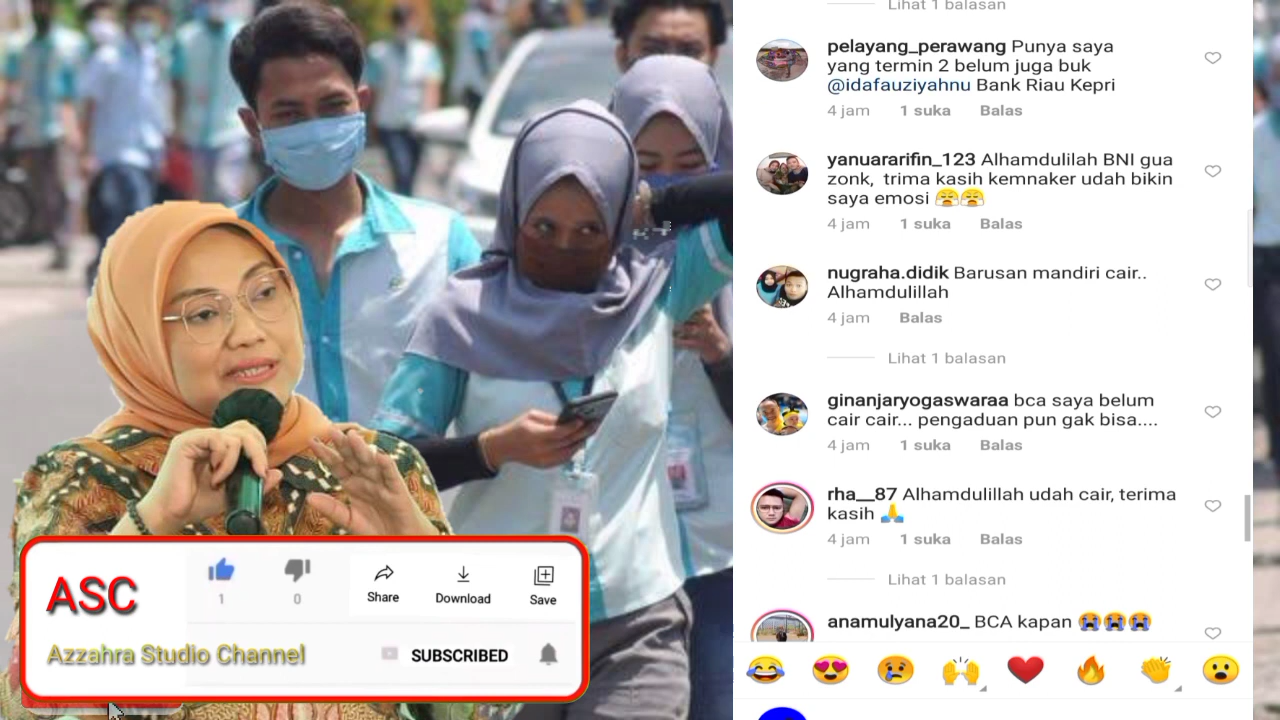 Lihat 1 balasan
pelayang_perawang Punya saya
yang termin 2 belum juga buk
@idafauziyahnu Bank Riau Kepri
4 jam 1 suka Balas
yanuararifin_123 Alhamdulilah BNI gua
zonk, trima kasih kemnaker udah bikin
saya emosi 😤😤
4 jam 1 suka Balas
nugraha.didik Barusan mandiri cair..
Alhamdulillah
4 jam Balas
Lihat 1 balasan
ginanjaryogaswaraa bca saya belum
cair cair... pengaduan pun gak bisa....
4 jam 1 suka Balas
rha__87 Alhamdulillah udah cair, terima
kasih 🙏
4 jam 1 suka Balas
Lihat 1 balasan
anamulyana20_ BCA kapan 😭😭😭
😂 😍 😢 🙌 ❤️ 🔥 👏 😮
ASC
1 0 Share Download Save
Azzahra Studio Channel
SUBSCRIBED